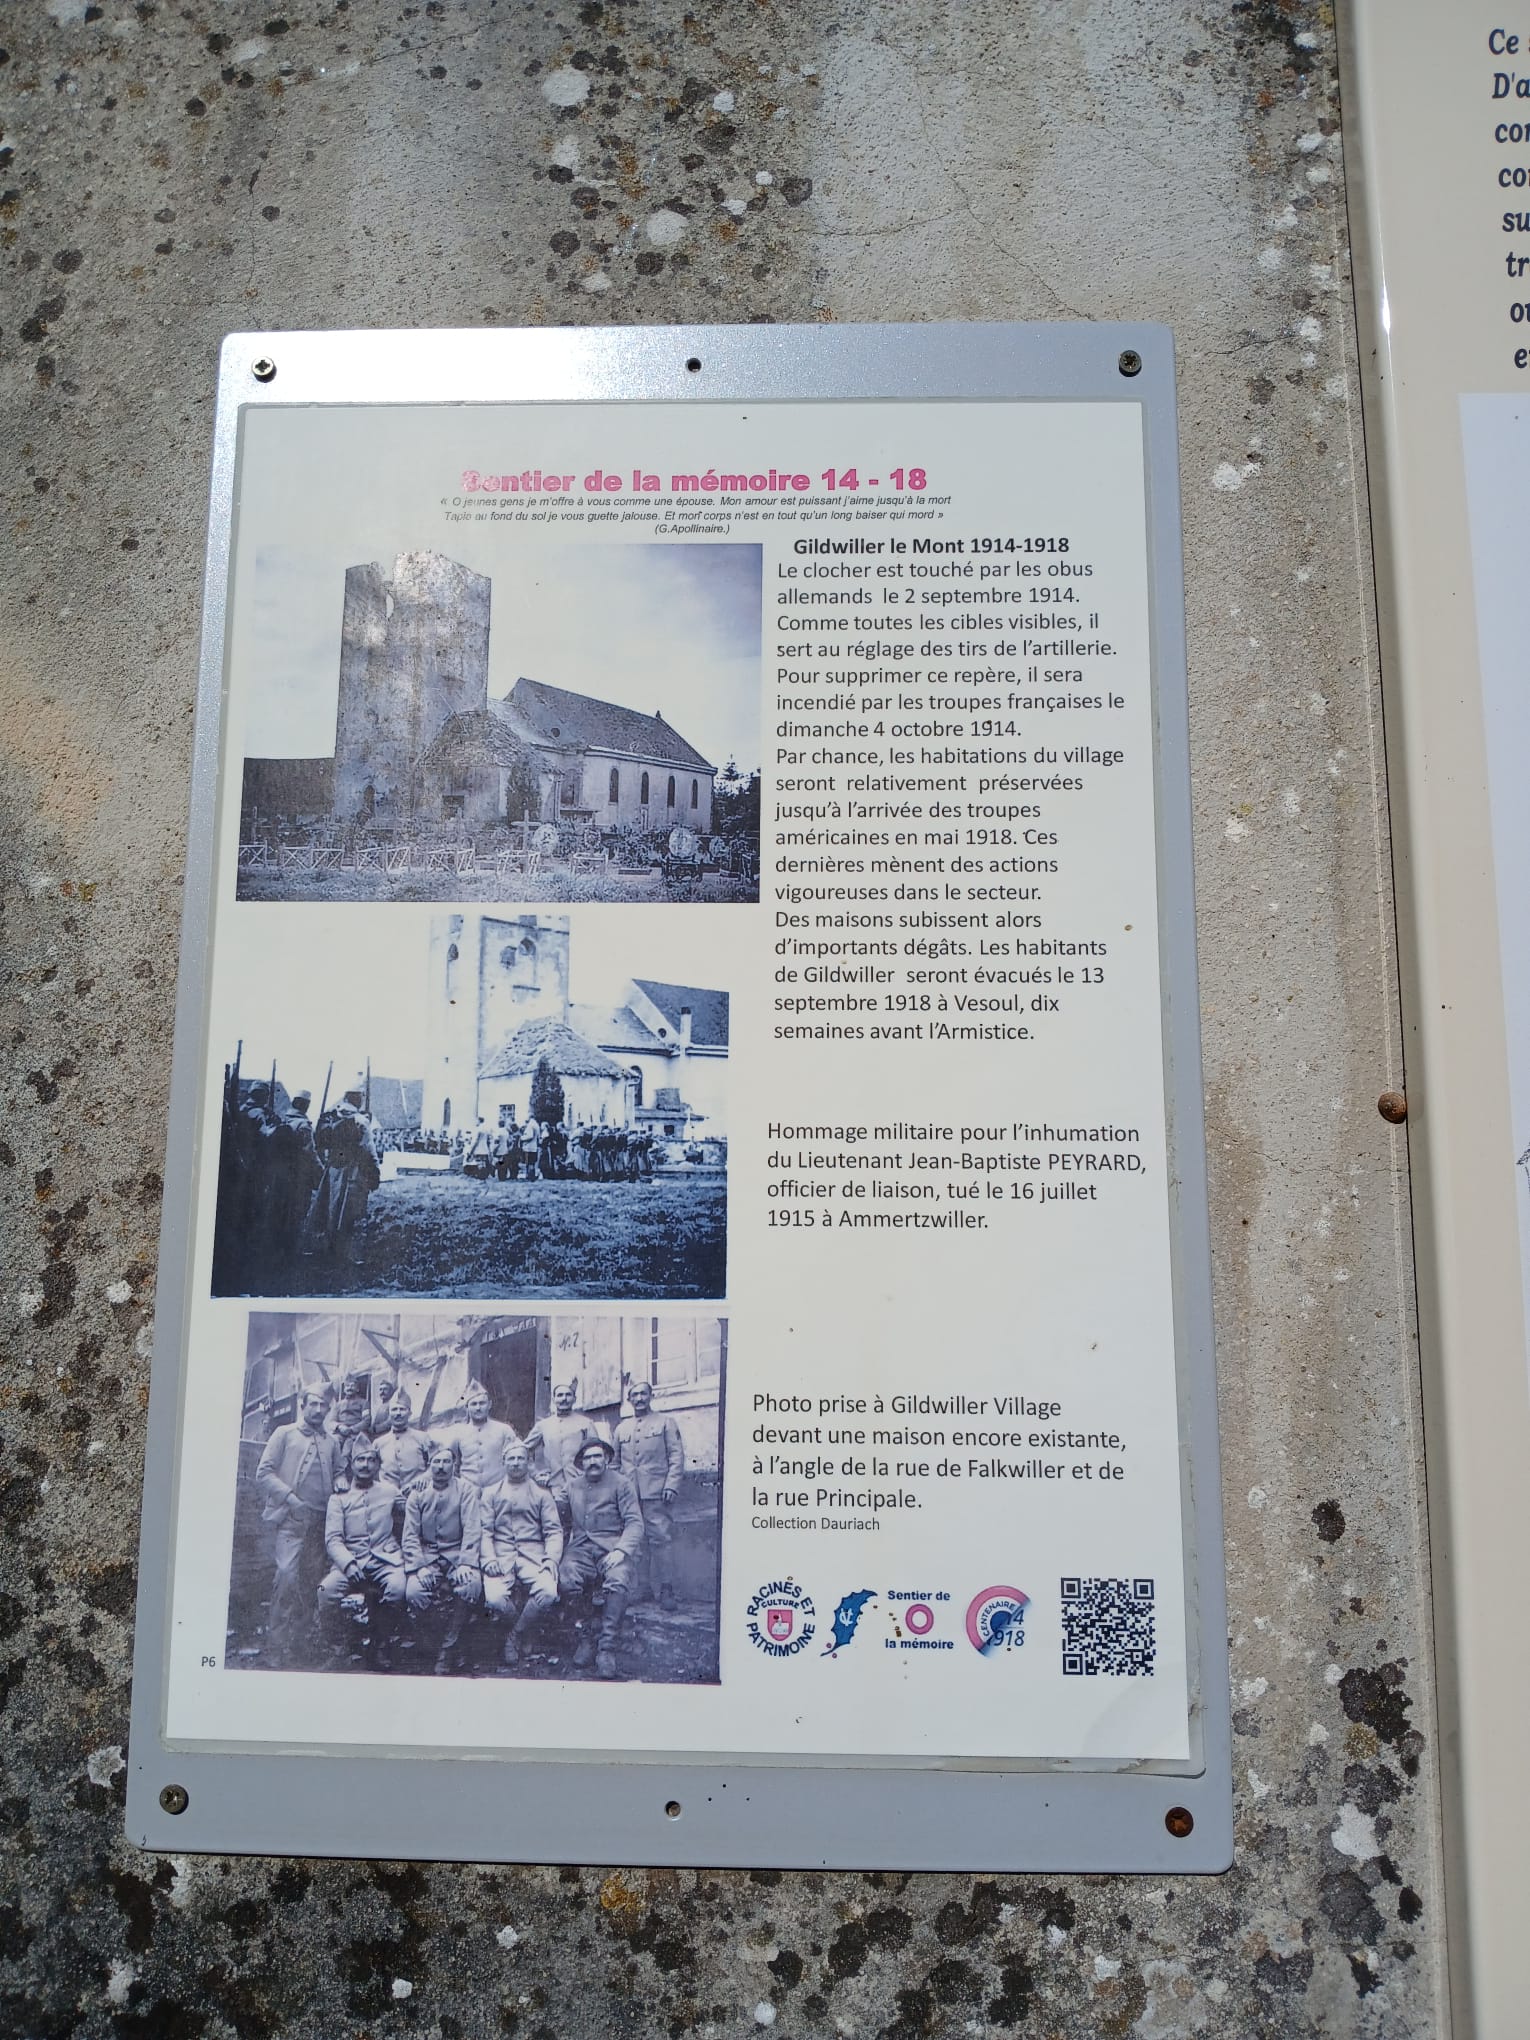 Sentier de la mémoire 14 - 18
« O jeunes gens je m'offre à vous comme une épouse. Mon amour est puissant j'aime jusqu'à la mort
Tapie au fond du sol je vous guette jalouse. Et mon corps n'est en tout qu'un long baiser qui mord »
(G.Apollinaire.)
Gildwiller le Mont 1914-1918
Le clocher est touché par les obus
allemands le 2 septembre 1914.
Comme toutes les cibles visibles, il
sert au réglage des tirs de l'artillerie.
Pour supprimer ce repère, il sera
incendié par les troupes françaises le
dimanche 4 octobre 1914.
Par chance, les habitations du village
seront relativement préservées
jusqu'à l'arrivée des troupes
américaines en mai 1918. Ces
dernières mènent des actions
vigoureuses dans le secteur.
Des maisons subissent alors
d'importants dégâts. Les habitants
de Gildwiller seront évacués le 13
septembre 1918 à Vesoul, dix
semaines avant l'Armistice.
Hommage militaire pour l'inhumation
du Lieutenant Jean-Baptiste PEYRARD,
officier de liaison, tué le 16 juillet
1915 à Ammertzwiller.
Photo prise à Gildwiller Village
devant une maison encore existante,
à l'angle de la rue de Falkwiller et de
la rue Principale.
Collection Dauriach
RACINES ET
CULTURE
PATRIMOINE
Sentier de
la mémoire
CENTENAIRE
P6
Ce